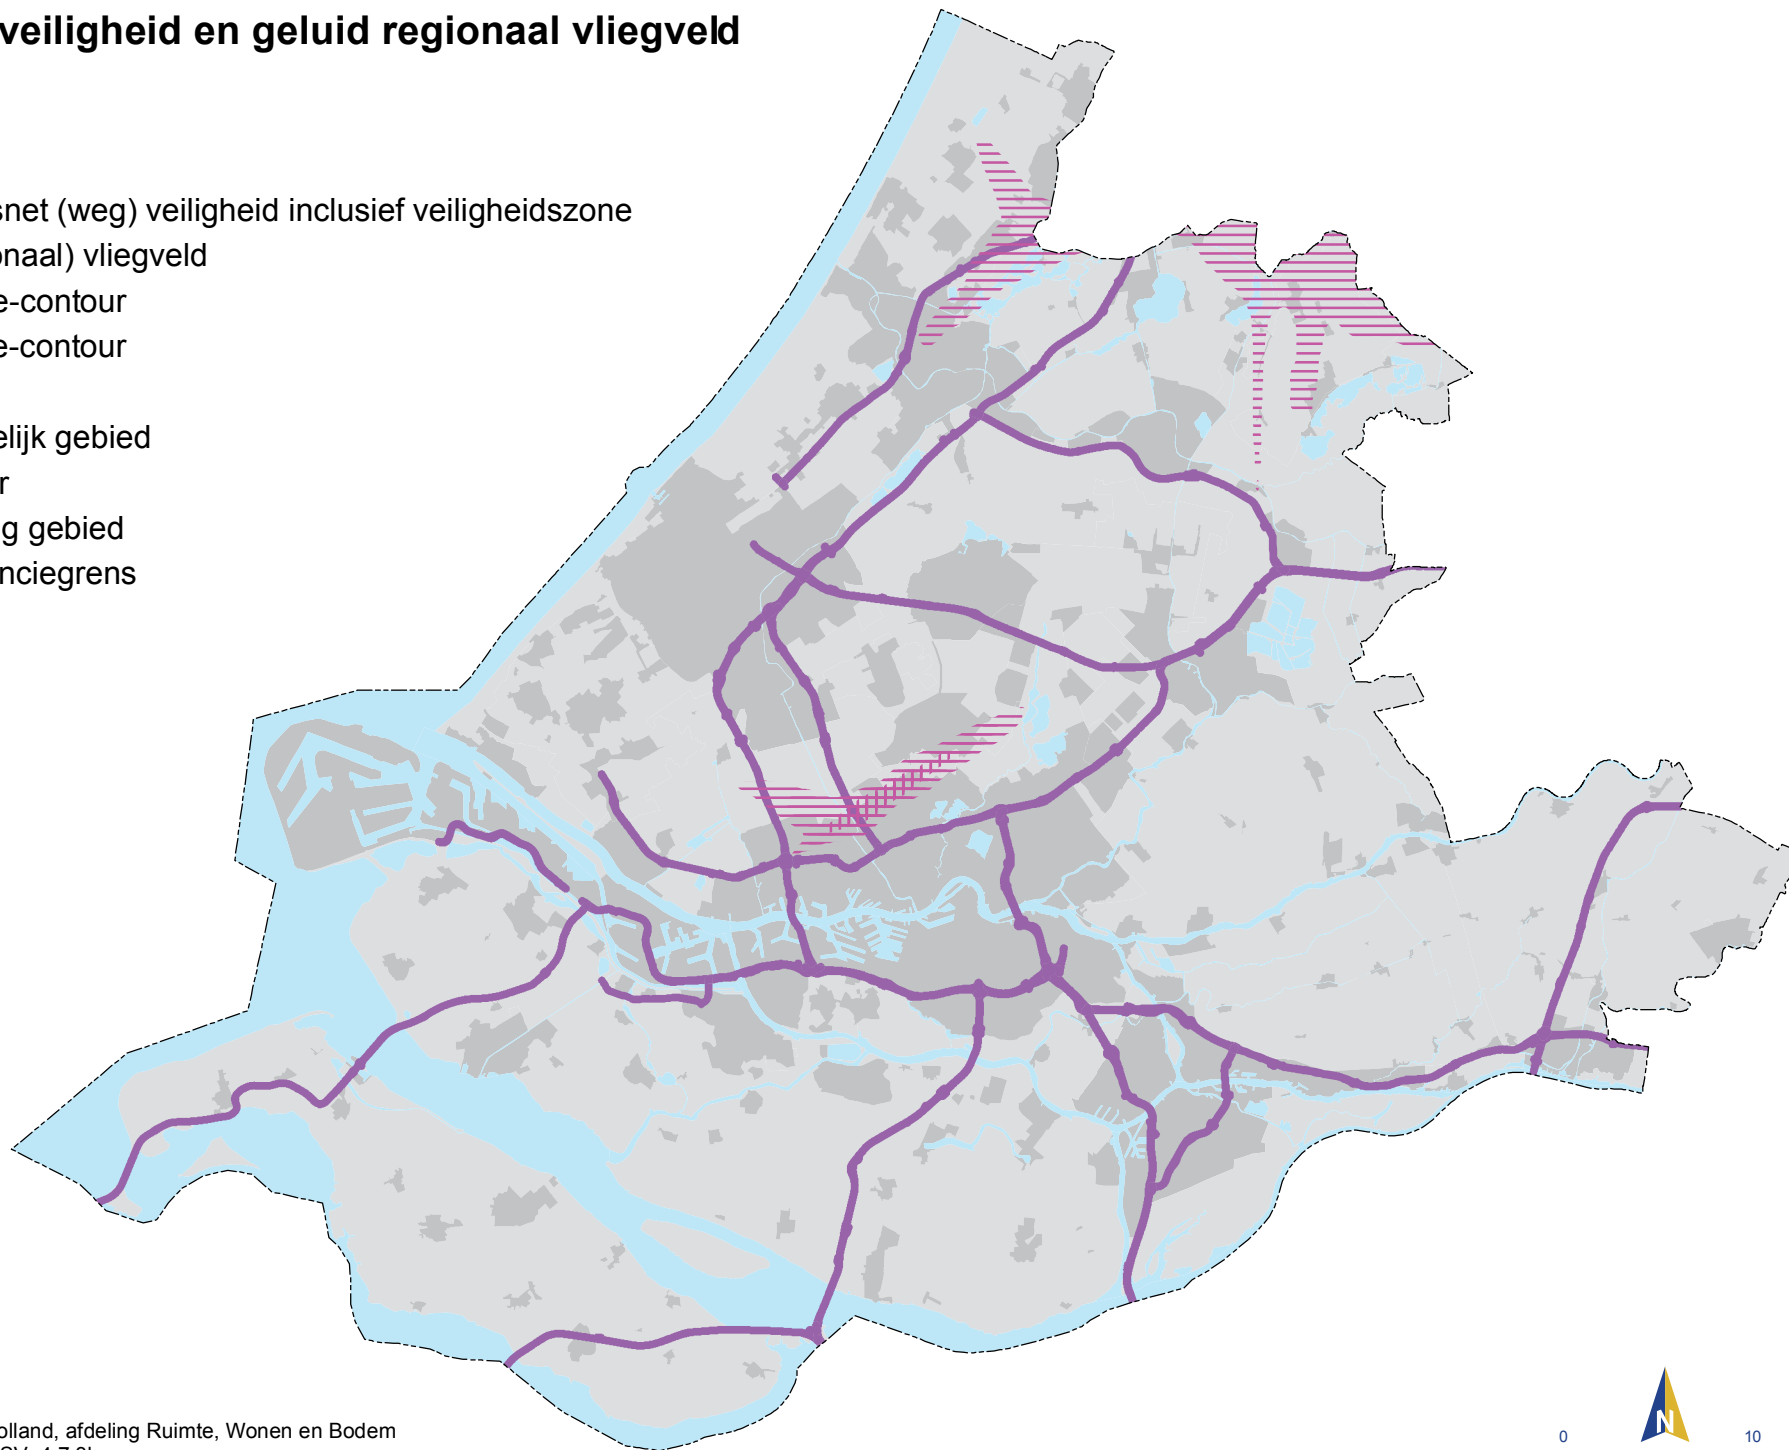 veiligheid en geluid regionaal vliegveld
snet (weg) veiligheid inclusief veiligheidszone
onaal) vliegveld
e-contour
e-contour
elijk gebied
r
g gebied
nciegrens
olland, afdeling Ruimte, Wonen en Bodem
0 N 10